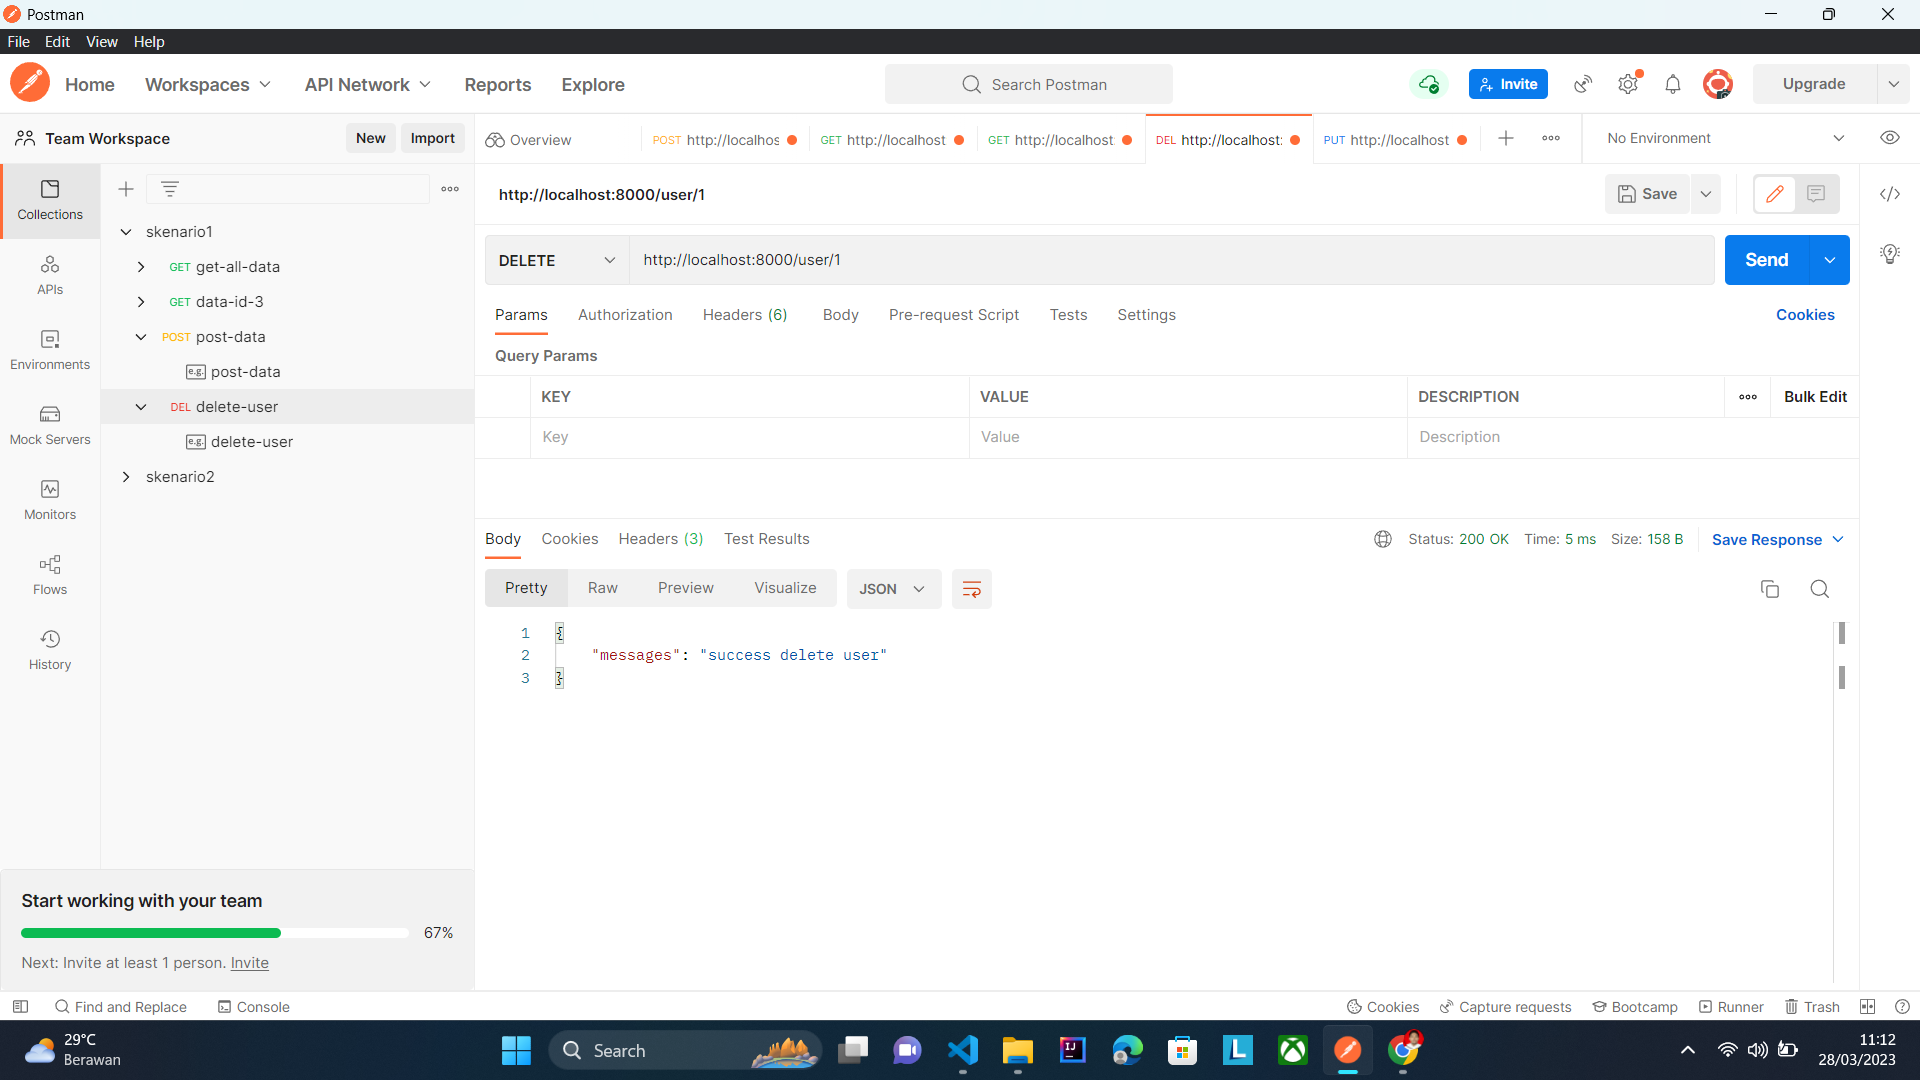 Postman
File Edit View Help
Home Workspaces API Network Reports Explore Search Postman Invite Upgrade
Team Workspace New Import Overview POST http://localhos GET http://localhost GET http://localhost: DEL http://localhost: PUT http://localhost No Environment
Collections
APIs
Environments
Mock Servers
Monitors
Flows
History
skenario1
GET get-all-data
GET data-id-3
POST post-data
e.g. post-data
DEL delete-user
e.g. delete-user
skenario2
Start working with your team
67%
Next: Invite at least 1 person. Invite
http://localhost:8000/user/1 Save
DELETE http://localhost:8000/user/1 Send
Params Authorization Headers (6) Body Pre-request Script Tests Settings Cookies
Query Params
KEY VALUE DESCRIPTION Bulk Edit
Key Value Description
Body Cookies Headers (3) Test Results Status: 200 OK Time: 5 ms Size: 158 B Save Response
Pretty Raw Preview Visualize JSON
1 {
2 "messages": "success delete user"
3 }
Find and Replace Console Cookies Capture requests Bootcamp Runner Trash
29°C
Berawan
Search
11:12
28/03/2023